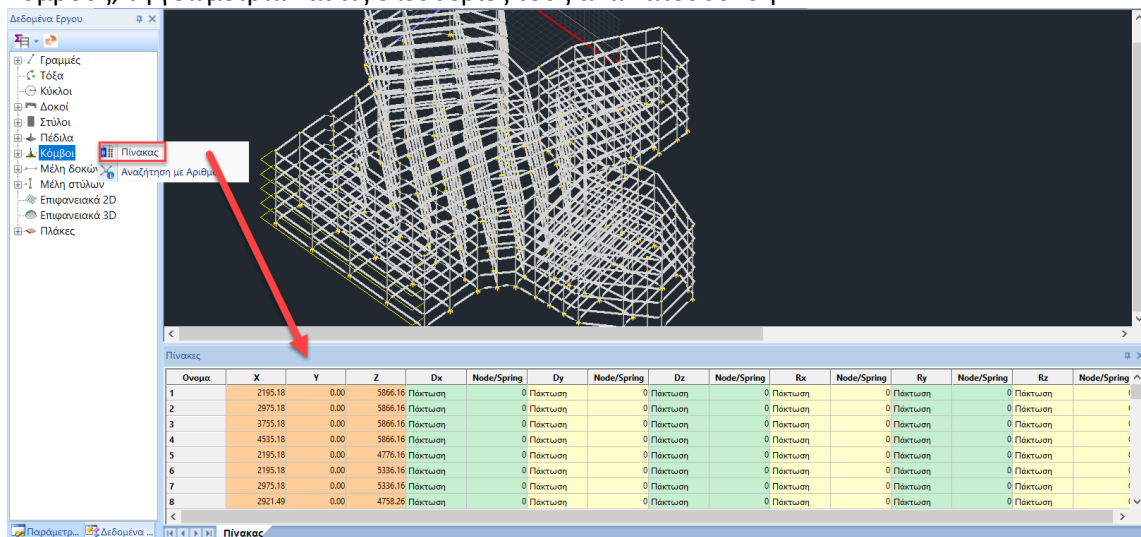 Δεδομένα Έργου
Γραμμές
Τόξα
Κύκλοι
Δοκοί
Στύλοι
Πέδιλα
Κόμβοι
Πίνακας
Μέλη δοκών
Αναζήτηση με Αριθμό
Μέλη στύλων
Επιφανειακά 2D
Επιφανειακά 3D
Πλάκες
Πίνακες
Ονομα X Y Z Dx Node/Spring Dy Node/Spring Dz Node/Spring Rx Node/Spring Ry Node/Spring Rz Node/Spring
1 2195.18 0.00 5866.16 Πάκτωση 0 Πάκτωση 0 Πάκτωση 0 Πάκτωση 0 Πάκτωση 0 Πάκτωση
2 2975.18 0.00 5866.16 Πάκτωση 0 Πάκτωση 0 Πάκτωση 0 Πάκτωση 0 Πάκτωση 0 Πάκτωση
3 3755.18 0.00 5866.16 Πάκτωση 0 Πάκτωση 0 Πάκτωση 0 Πάκτωση 0 Πάκτωση 0 Πάκτωση
4 4535.18 0.00 5866.16 Πάκτωση 0 Πάκτωση 0 Πάκτωση 0 Πάκτωση 0 Πάκτωση 0 Πάκτωση
5 2195.18 0.00 4776.16 Πάκτωση 0 Πάκτωση 0 Πάκτωση 0 Πάκτωση 0 Πάκτωση 0 Πάκτωση
6 2195.18 0.00 5336.16 Πάκτωση 0 Πάκτωση 0 Πάκτωση 0 Πάκτωση 0 Πάκτωση 0 Πάκτωση
7 2975.18 0.00 5336.16 Πάκτωση 0 Πάκτωση 0 Πάκτωση 0 Πάκτωση 0 Πάκτωση 0 Πάκτωση
8 2921.49 0.00 4758.26 Πάκτωση 0 Πάκτωση 0 Πάκτωση 0 Πάκτωση 0 Πάκτωση 0 Πάκτωση
Παράμετρ... Δεδομένα ... Πίνακας